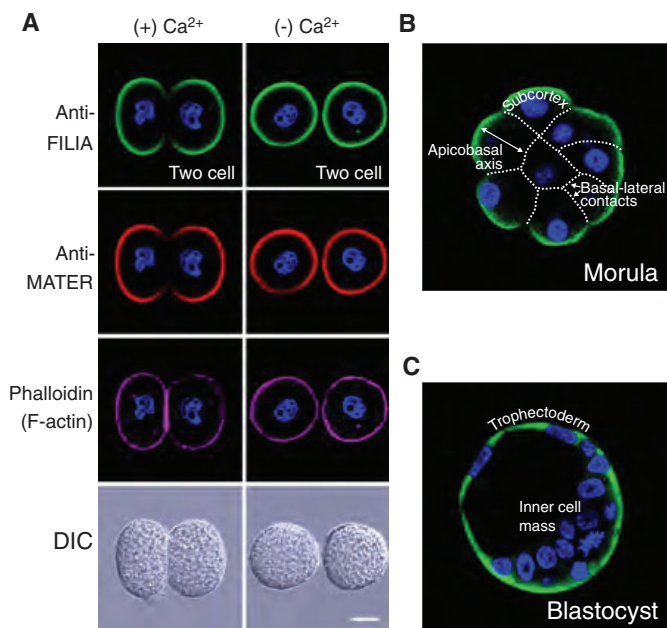 A
(+) Ca²⁺
(-) Ca²⁺
Anti-
FILIA
Two cell
Two cell
Anti-
MATER
Phalloidin
(F-actin)
DIC
B
Subcortex
Apicobasal
axis
Basal-lateral
contacts
Morula
C
Trophectoderm
Inner cell
mass
Blastocyst